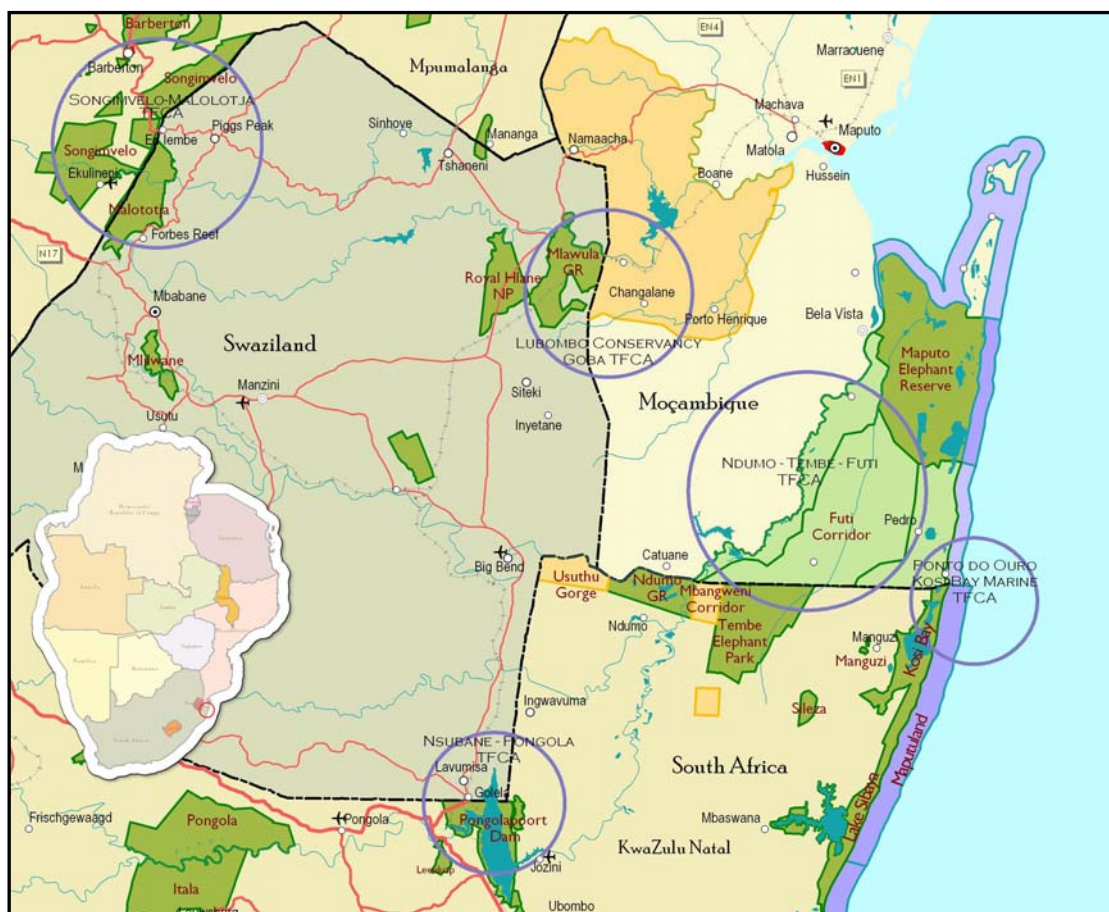 Barberton
EN4
Marraouene
Barberton
Mpumalanga
EN1
Songimvelo
Machava
SONGIMVELO-MALOLOTJA
TFCA
Piggs Peak
Sinhove
Mananga
Namaacha
Maputo
Matola
Songimvelo
Tshaneni
Hussein
Ekulineni
Boane
Malolotja
Forbes Reef
N17
Royal Hlane
NP
Mlawula
GR
Changalane
Mbabane
Porto Henrique
Bela Vista
Swaziland
LUBOMBO CONSERVANCY
GOBA TFCA
Maputo
Elephant
Reserve
Mlilwane
Manzini
Siteki
Moçambique
Usutu
Inyetane
NDUMO - TEMBE - FUTI
TFCA
Futi
Corridor
Pedro
Big Bend
Catuane
PONTO DO OURO
KOSI BAY MARINE
TFCA
Usuthu
Gorge
Ndumo
GR
Mbangweni
Corridor
Ndumo
Tembe
Elephant
Park
Manguzi
Manguzi
Kosi Bay
Sileza
Ingwavuma
Maputuland
NSUBANE - PONGOLA
TFCA
South Africa
Lavumisa
Golela
Lake Sibaya
Frischgewaagd
Pongola
Pongola
Pongolapoort
Dam
Mbaswana
KwaZulu Natal
Jozini
Itala
Ubombo